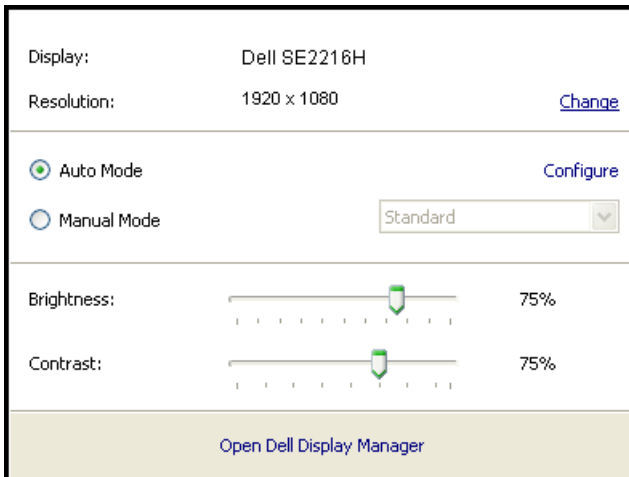 Display: Dell SE2216H
Resolution: 1920 x 1080 Change
Auto Mode Configure
Manual Mode Standard
Brightness: 75%
Contrast: 75%
Open Dell Display Manager